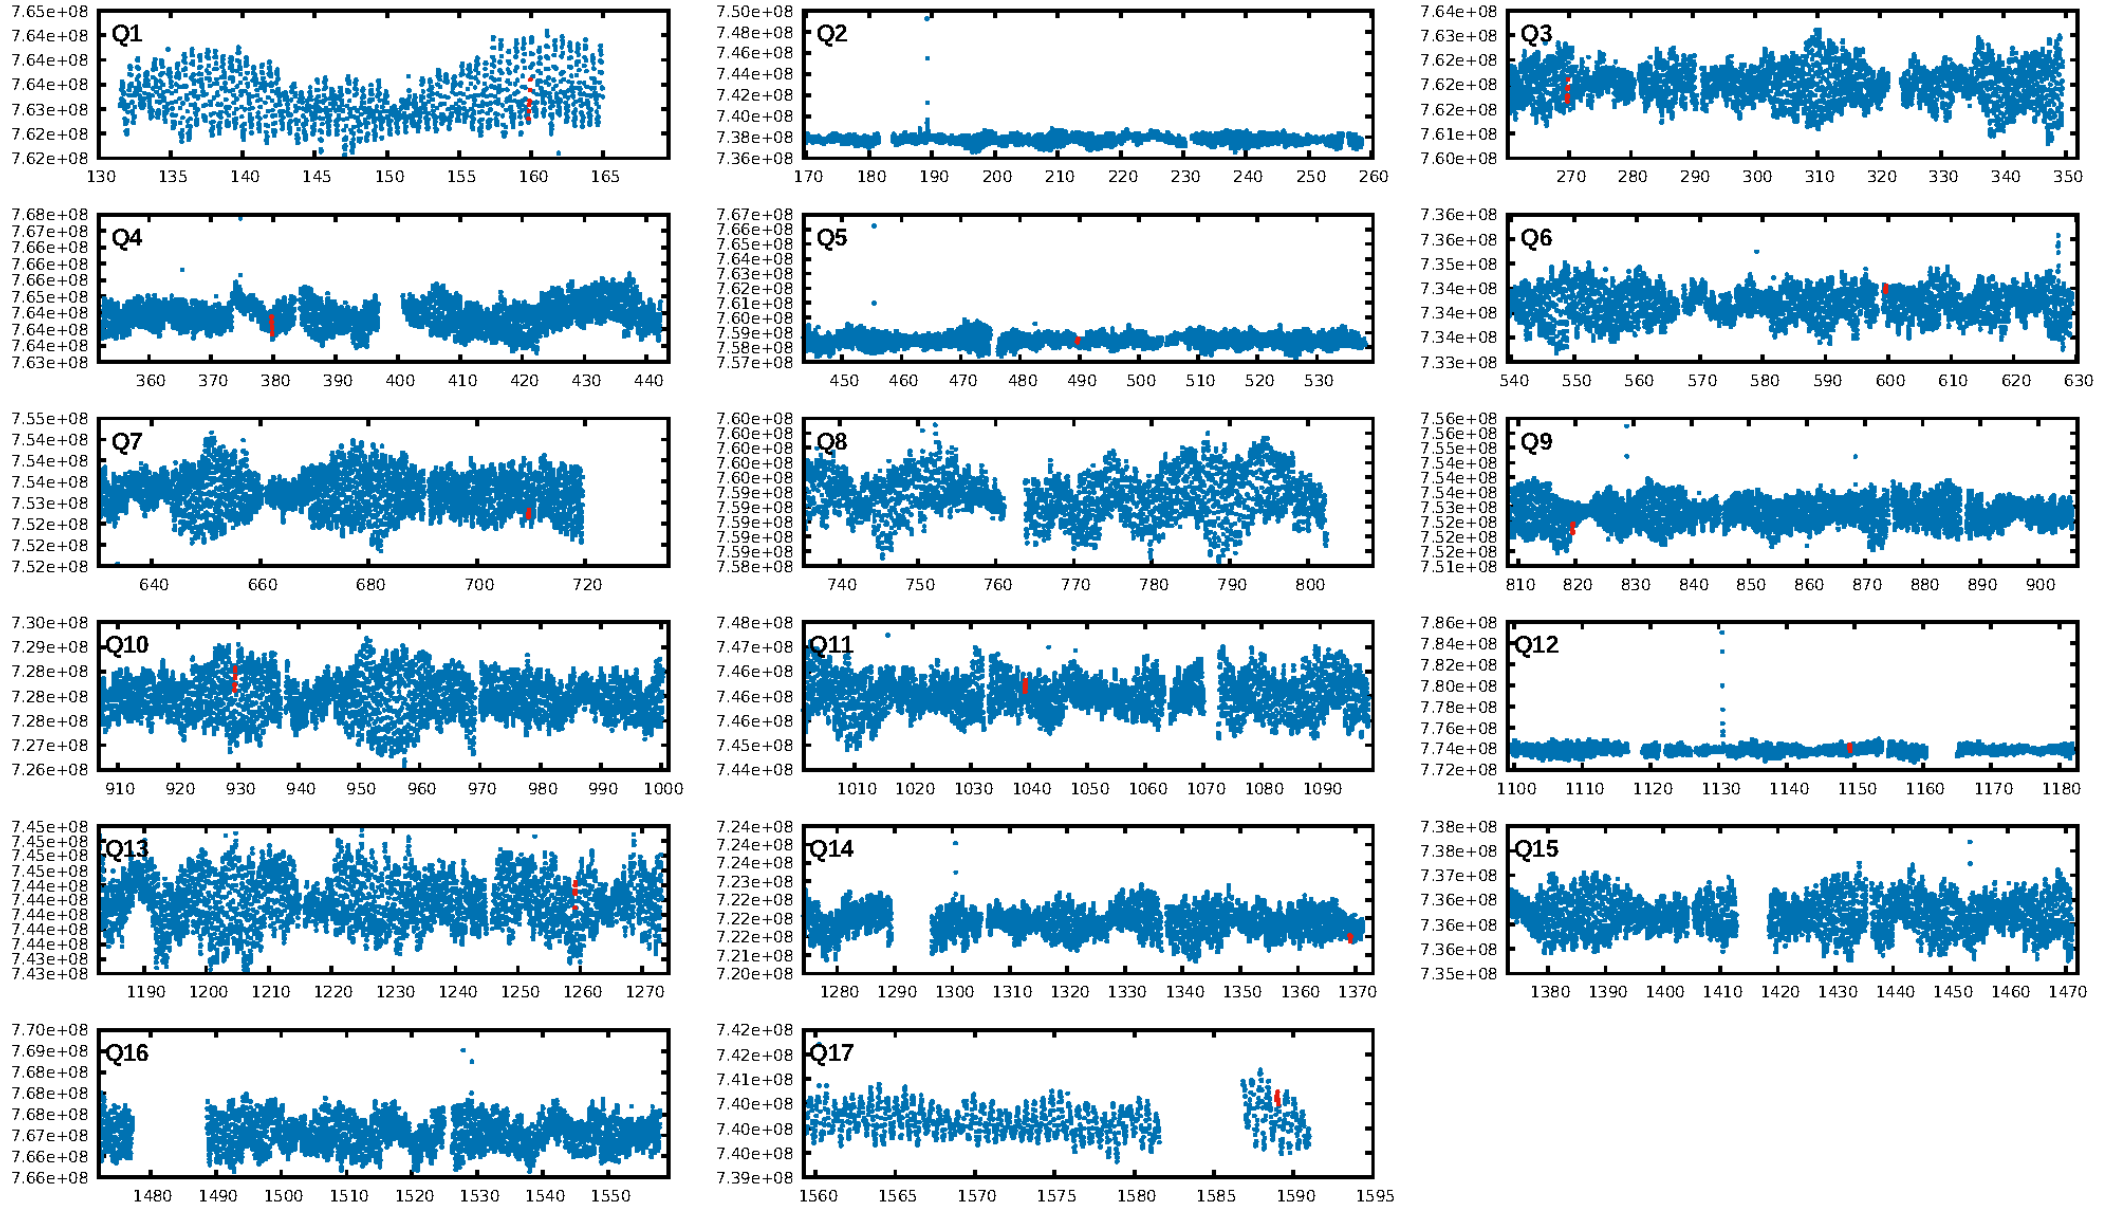 Q1
7.65e+08
7.64e+08
7.64e+08
7.64e+08
7.63e+08
7.62e+08
7.62e+08
130 135 140 145 150 155 160 165
Q2
7.50e+08
7.48e+08
7.46e+08
7.44e+08
7.42e+08
7.40e+08
7.38e+08
7.36e+08
170 180 190 200 210 220 230 240 250 260
Q3
7.64e+08
7.63e+08
7.62e+08
7.62e+08
7.62e+08
7.61e+08
7.60e+08
270 280 290 300 310 320 330 340 350
Q4
7.68e+08
7.67e+08
7.66e+08
7.66e+08
7.66e+08
7.65e+08
7.64e+08
7.64e+08
7.64e+08
7.63e+08
360 370 380 390 400 410 420 430 440
Q5
7.67e+08
7.66e+08
7.65e+08
7.64e+08
7.63e+08
7.62e+08
7.61e+08
7.60e+08
7.59e+08
7.58e+08
7.57e+08
450 460 470 480 490 500 510 520 530
Q6
7.36e+08
7.36e+08
7.35e+08
7.34e+08
7.34e+08
7.34e+08
7.33e+08
540 550 560 570 580 590 600 610 620 630
Q7
7.55e+08
7.54e+08
7.54e+08
7.54e+08
7.53e+08
7.52e+08
7.52e+08
7.52e+08
640 660 680 700 720
Q8
7.60e+08
7.60e+08
7.60e+08
7.60e+08
7.60e+08
7.59e+08
7.59e+08
7.59e+08
7.59e+08
7.59e+08
7.58e+08
740 750 760 770 780 790 800
Q9
7.56e+08
7.56e+08
7.55e+08
7.54e+08
7.54e+08
7.54e+08
7.53e+08
7.52e+08
7.52e+08
7.52e+08
7.51e+08
810 820 830 840 850 860 870 880 890 900
Q10
7.30e+08
7.29e+08
7.28e+08
7.28e+08
7.28e+08
7.27e+08
7.26e+08
910 920 930 940 950 960 970 980 990 1000
Q11
7.48e+08
7.47e+08
7.46e+08
7.46e+08
7.46e+08
7.45e+08
7.44e+08
1010 1020 1030 1040 1050 1060 1070 1080 1090
Q12
7.86e+08
7.84e+08
7.82e+08
7.80e+08
7.78e+08
7.76e+08
7.74e+08
7.72e+08
1100 1110 1120 1130 1140 1150 1160 1170 1180
Q13
7.45e+08
7.45e+08
7.45e+08
7.45e+08
7.44e+08
7.44e+08
7.44e+08
7.44e+08
7.44e+08
7.43e+08
7.43e+08
1190 1200 1210 1220 1230 1240 1250 1260 1270
Q14
7.24e+08
7.24e+08
7.24e+08
7.23e+08
7.22e+08
7.22e+08
7.22e+08
7.21e+08
7.20e+08
1280 1290 1300 1310 1320 1330 1340 1350 1360 1370
Q15
7.38e+08
7.38e+08
7.37e+08
7.36e+08
7.36e+08
7.36e+08
7.35e+08
1380 1390 1400 1410 1420 1430 1440 1450 1460 1470
Q16
7.70e+08
7.69e+08
7.68e+08
7.68e+08
7.68e+08
7.67e+08
7.66e+08
7.66e+08
1480 1490 1500 1510 1520 1530 1540 1550
Q17
7.42e+08
7.42e+08
7.41e+08
7.40e+08
7.40e+08
7.40e+08
7.39e+08
1560 1565 1570 1575 1580 1585 1590 1595